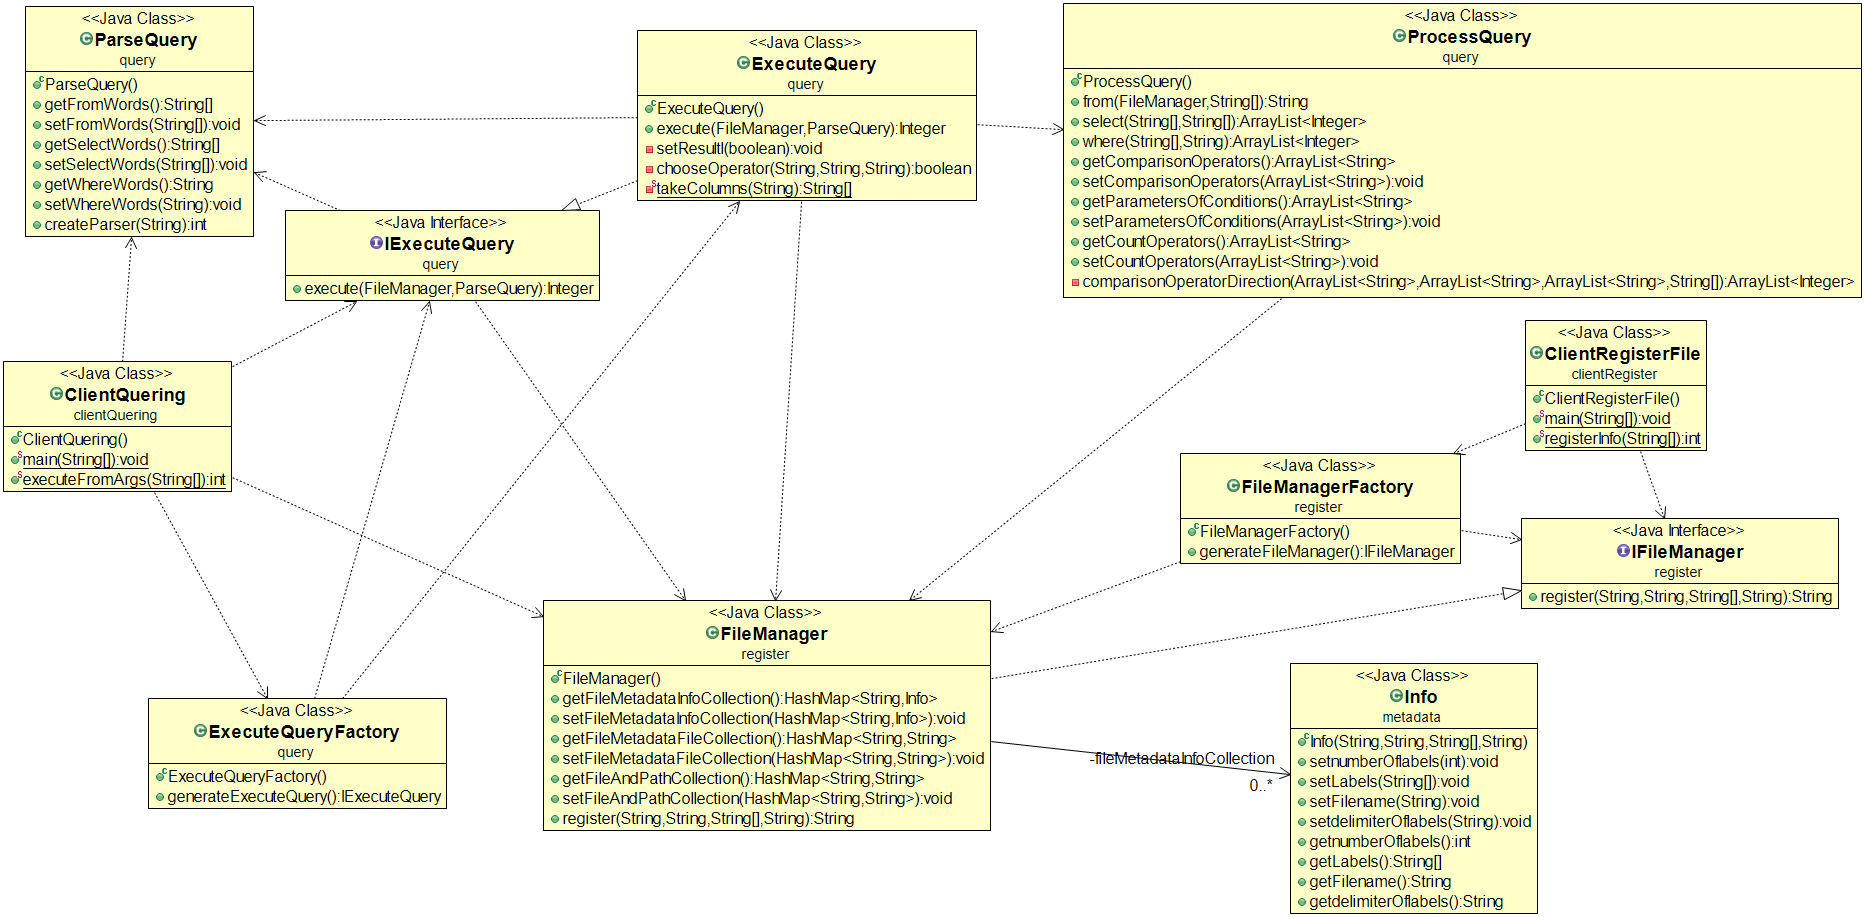 <<Java Class>>
ParseQuery
query
ParseQuery()
getFromWords():String[]
setFromWords(String[]):void
getSelectWords():String[]
setSelectWords(String[]):void
getWhereWords():String
setWhereWords(String):void
createParser(String):int
<<Java Class>>
ExecuteQuery
query
ExecuteQuery()
execute(FileManager,ParseQuery):Integer
setResultI(boolean):void
chooseOperator(String,String,String):boolean
takeColumns(String):String[]
<<Java Class>>
ProcessQuery
query
ProcessQuery()
from(FileManager,String[]):String
select(String[],String[]):ArrayList<Integer>
where(String[],String):ArrayList<Integer>
getComparisonOperators():ArrayList<String>
setComparisonOperators(ArrayList<String>):void
getParametersOfConditions():ArrayList<String>
setParametersOfConditions(ArrayList<String>):void
getCountOperators():ArrayList<String>
setCountOperators(ArrayList<String>):void
comparisonOperatorDirection(ArrayList<String>,ArrayList<String>,ArrayList<String>,String[]):ArrayList<Integer>
<<Java Interface>>
IExecuteQuery
query
execute(FileManager,ParseQuery):Integer
<<Java Class>>
ClientQuering
clientQuering
ClientQuering()
main(String[]):void
executeFromArgs(String[]):int
<<Java Class>>
ClientRegisterFile
clientRegister
ClientRegisterFile()
main(String[]):void
registerInfo(String[]):int
<<Java Class>>
FileManagerFactory
register
FileManagerFactory()
generateFileManager():IFileManager
<<Java Interface>>
IFileManager
register
register(String,String,String[],String):String
<<Java Class>>
FileManager
register
FileManager()
getFileMetadataInfoCollection():HashMap<String,Info>
setFileMetadataInfoCollection(HashMap<String,Info>):void
getFileMetadataFileCollection():HashMap<String,String>
setFileMetadataFileCollection(HashMap<String,String>):void
getFileAndPathCollection():HashMap<String,String>
setFileAndPathCollection(HashMap<String,String>):void
register(String,String,String[],String):String
<<Java Class>>
ExecuteQueryFactory
query
ExecuteQueryFactory()
generateExecuteQuery():IExecuteQuery
-fileMetadataInfoCollection
0..*
<<Java Class>>
Info
metadata
Info(String,String,String[],String)
setnumberOflabels(int):void
setLabels(String[]):void
setFilename(String):void
setdelimiterOflabels(String):void
getnumberOflabels():int
getLabels():String[]
getFilename():String
getdelimiterOflabels():String